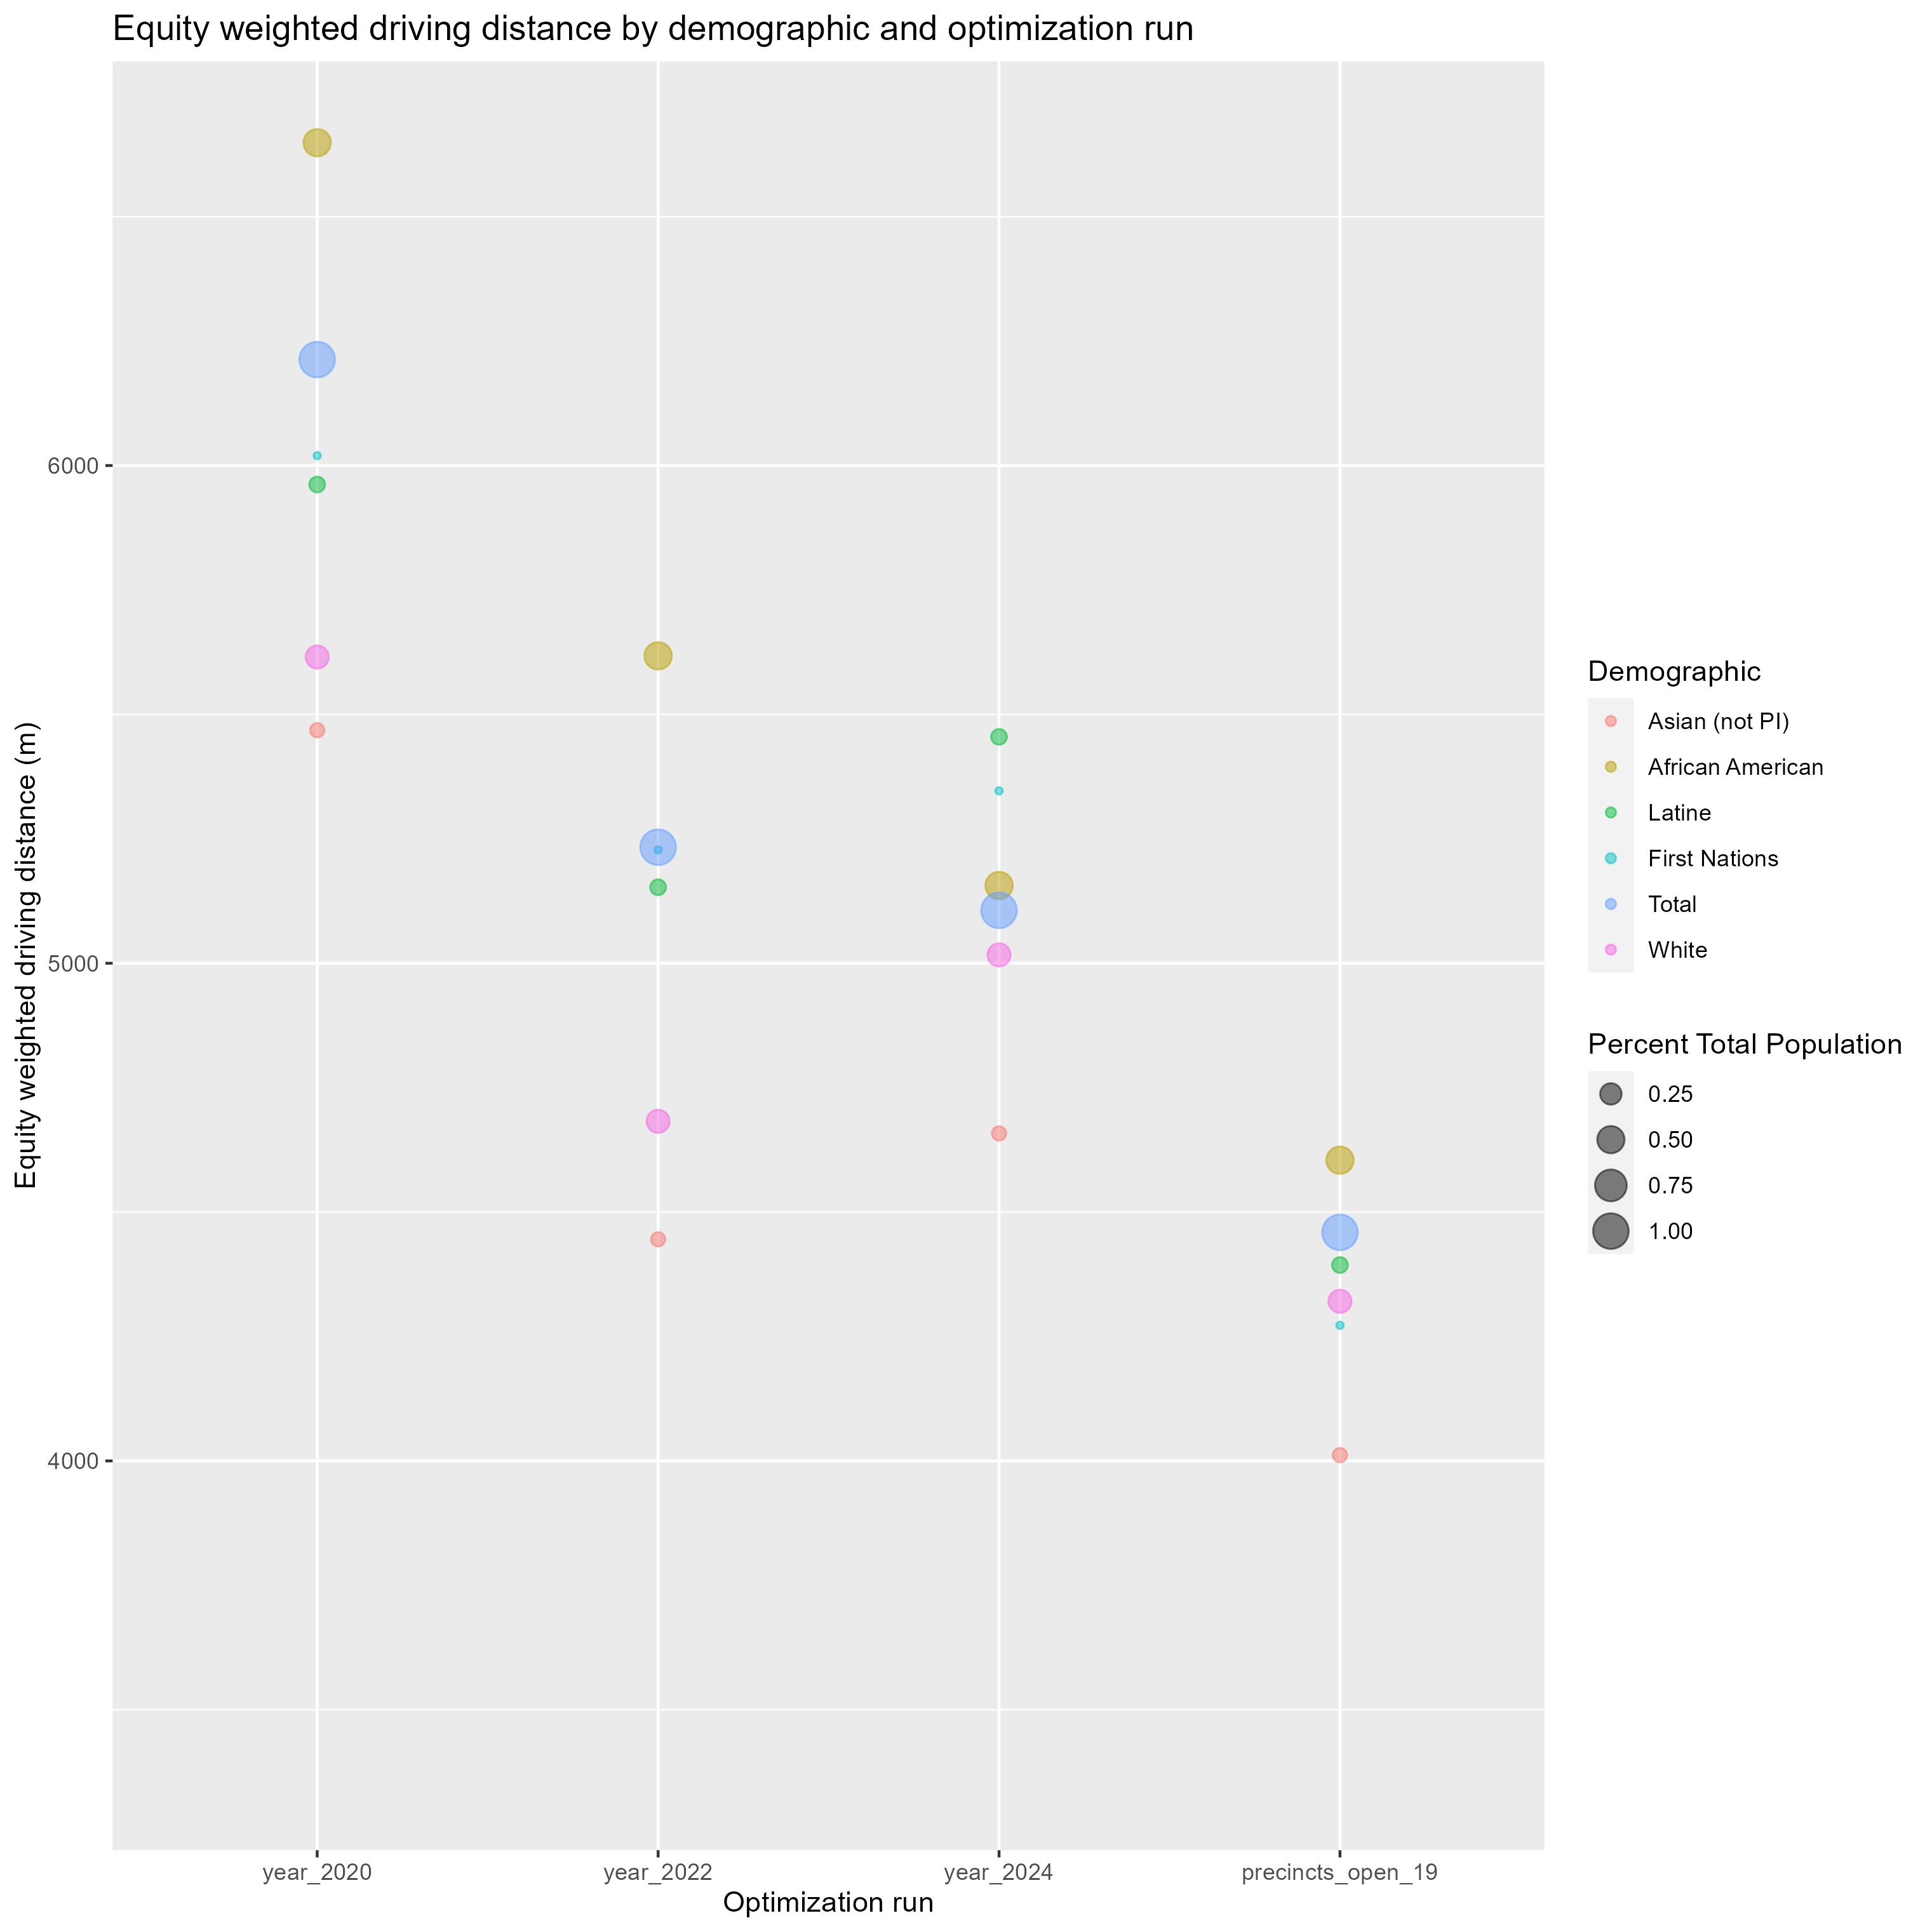 Equity weighted driving distance by demographic and optimization run
Equity weighted driving distance (m)
6000
5000
4000
year_2020
year_2022
year_2024
precincts_open_19
Optimization run
Demographic
Asian (not PI)
African American
Latine
First Nations
Total
White
Percent Total Population
0.25
0.50
0.75
1.00